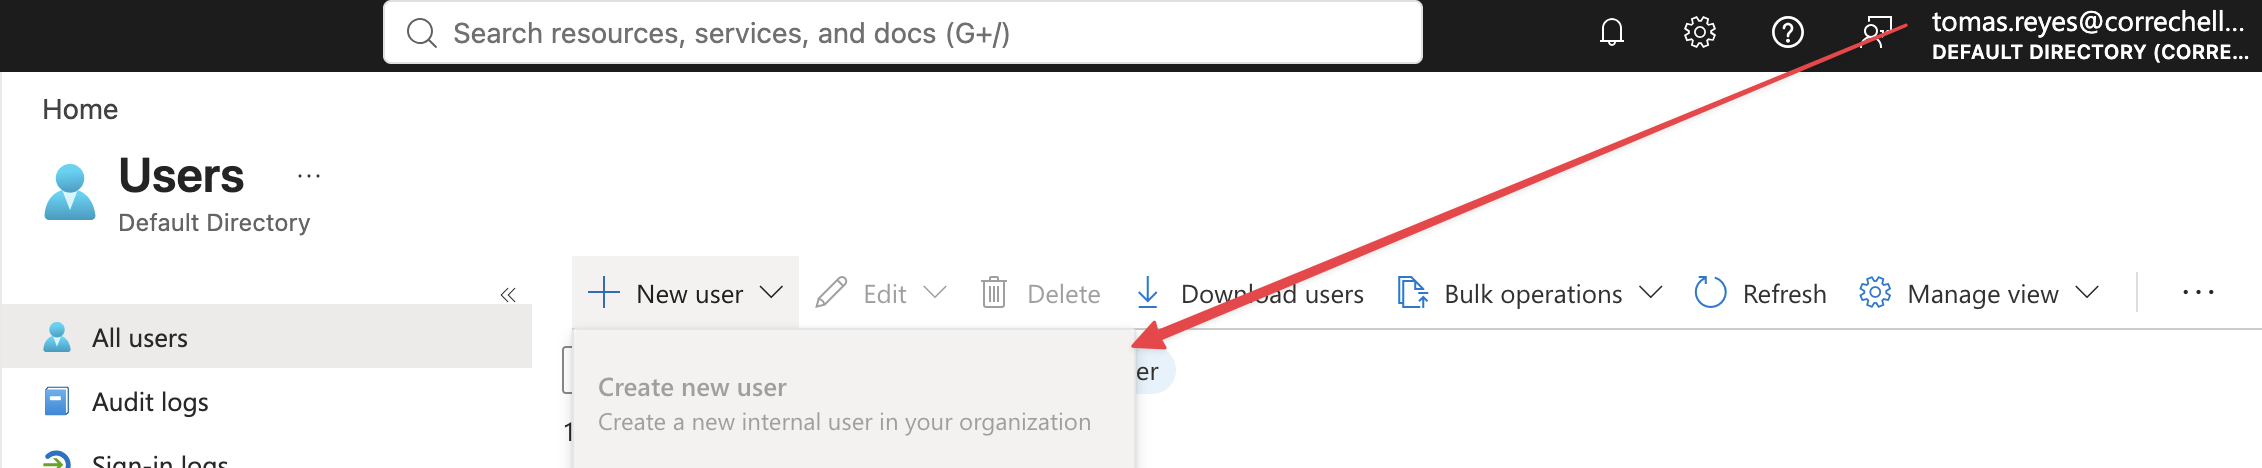 Search resources, services, and docs (G+/)
tomas.reyes@correchell...
DEFAULT DIRECTORY (CORRE...
Home
Users
...
Default Directory
«
New user
Edit
Delete
Download users
Bulk operations
Refresh
Manage view
...
All users
Audit logs
Sign-in logs
Create new user
Create a new internal user in your organization
er
1